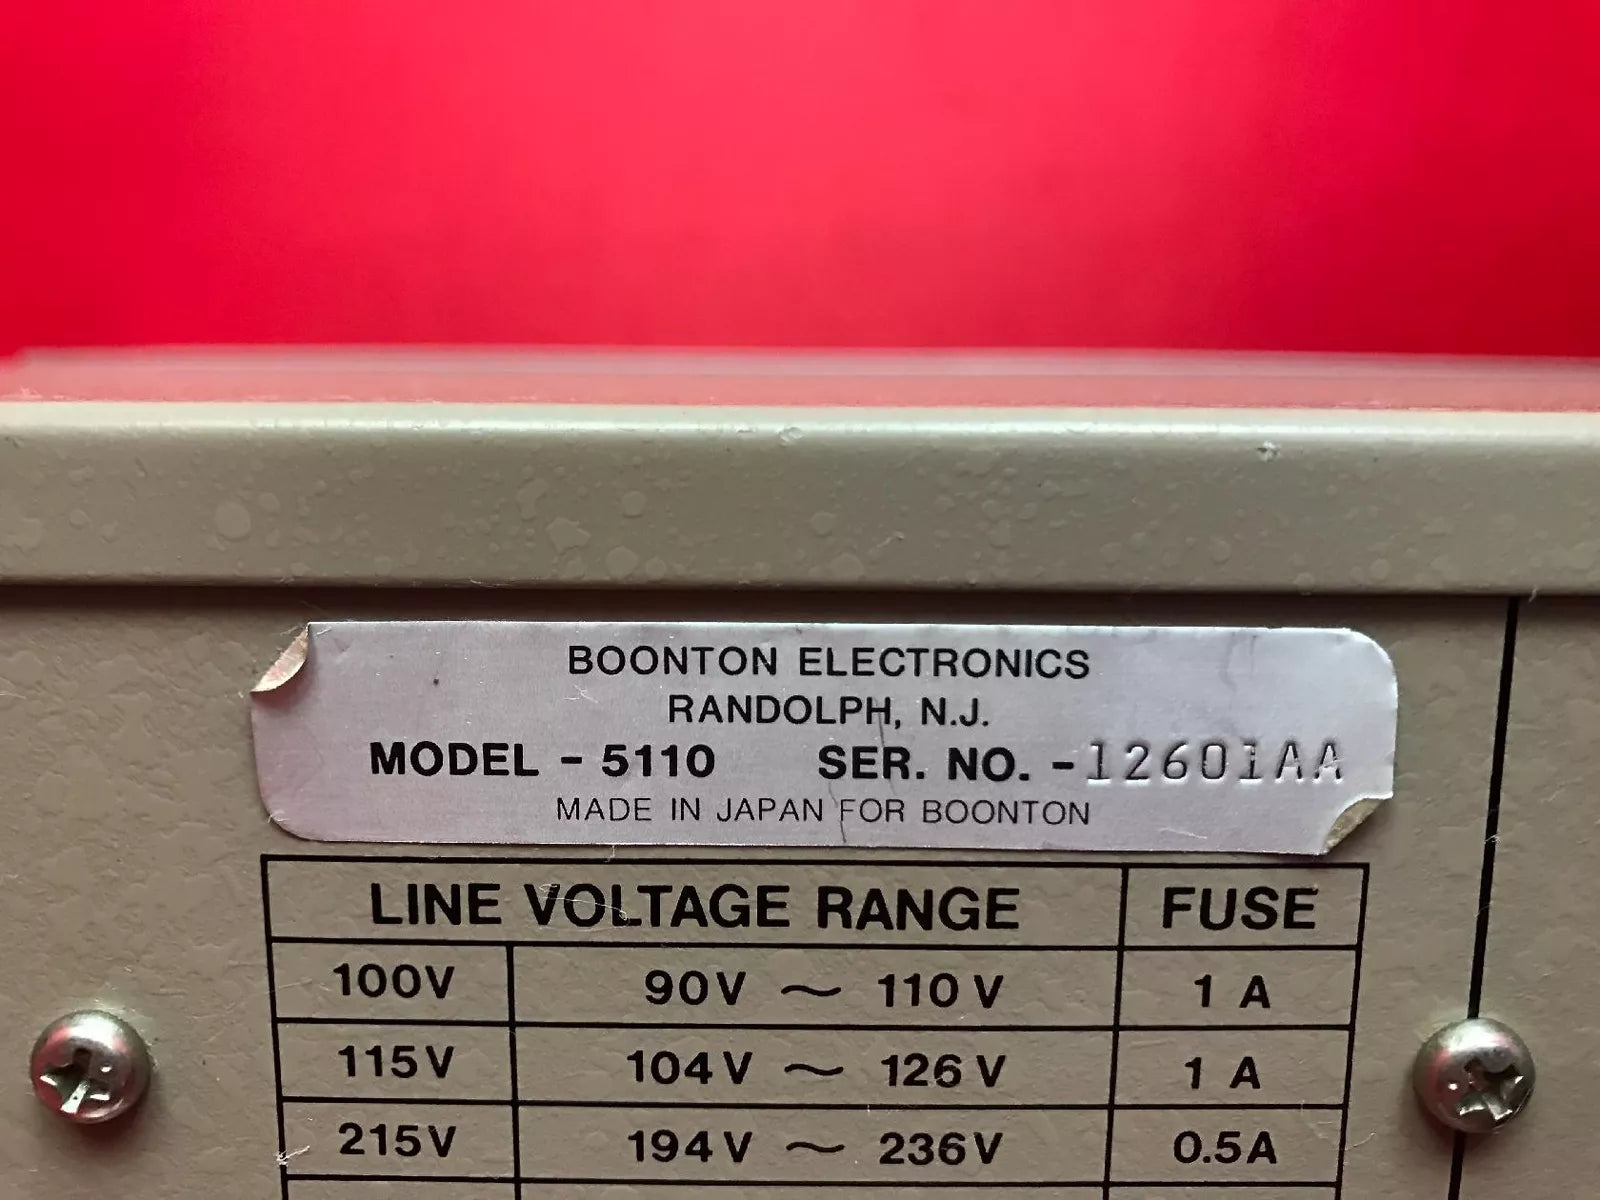 BOONTON ELECTRONICS
RANDOLPH, N.J.
MODEL - 5110 SER. NO. - 12601AA
MADE IN JAPAN FOR BOONTON
LINE VOLTAGE RANGE FUSE
100V 90V ~ 110V 1 A
115V 104V ~ 126V 1 A
215V 194V ~ 236V 0.5A